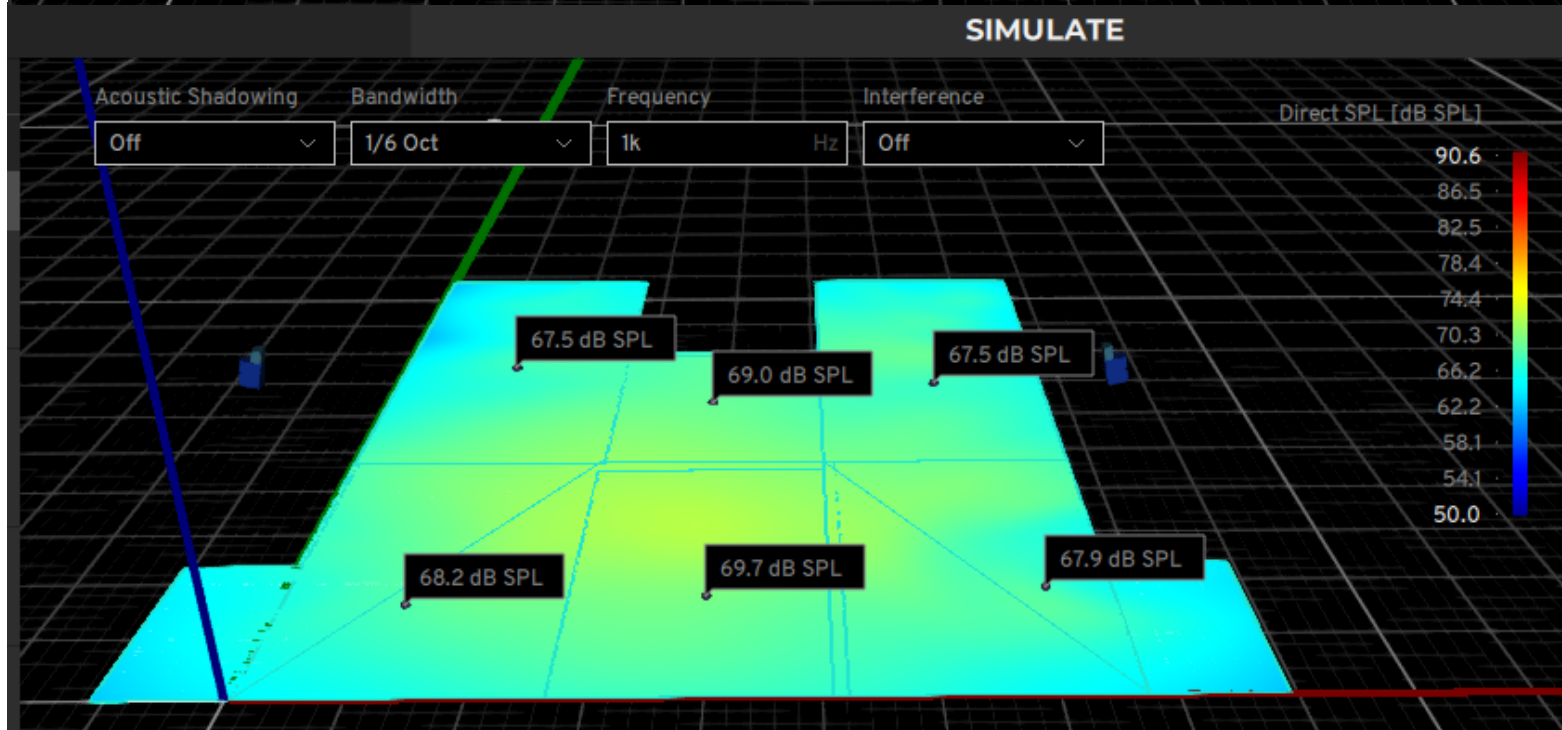 SIMULATE
Acoustic Shadowing
Bandwidth
Frequency
Interference
Off
1/6 Oct
1k Hz
Off
Direct SPL [dB SPL]
90.6
86.5
82.5
78.4
74.4
70.3
66.2
62.2
58.1
54.1
50.0
67.5 dB SPL
69.0 dB SPL
67.5 dB SPL
68.2 dB SPL
69.7 dB SPL
67.9 dB SPL